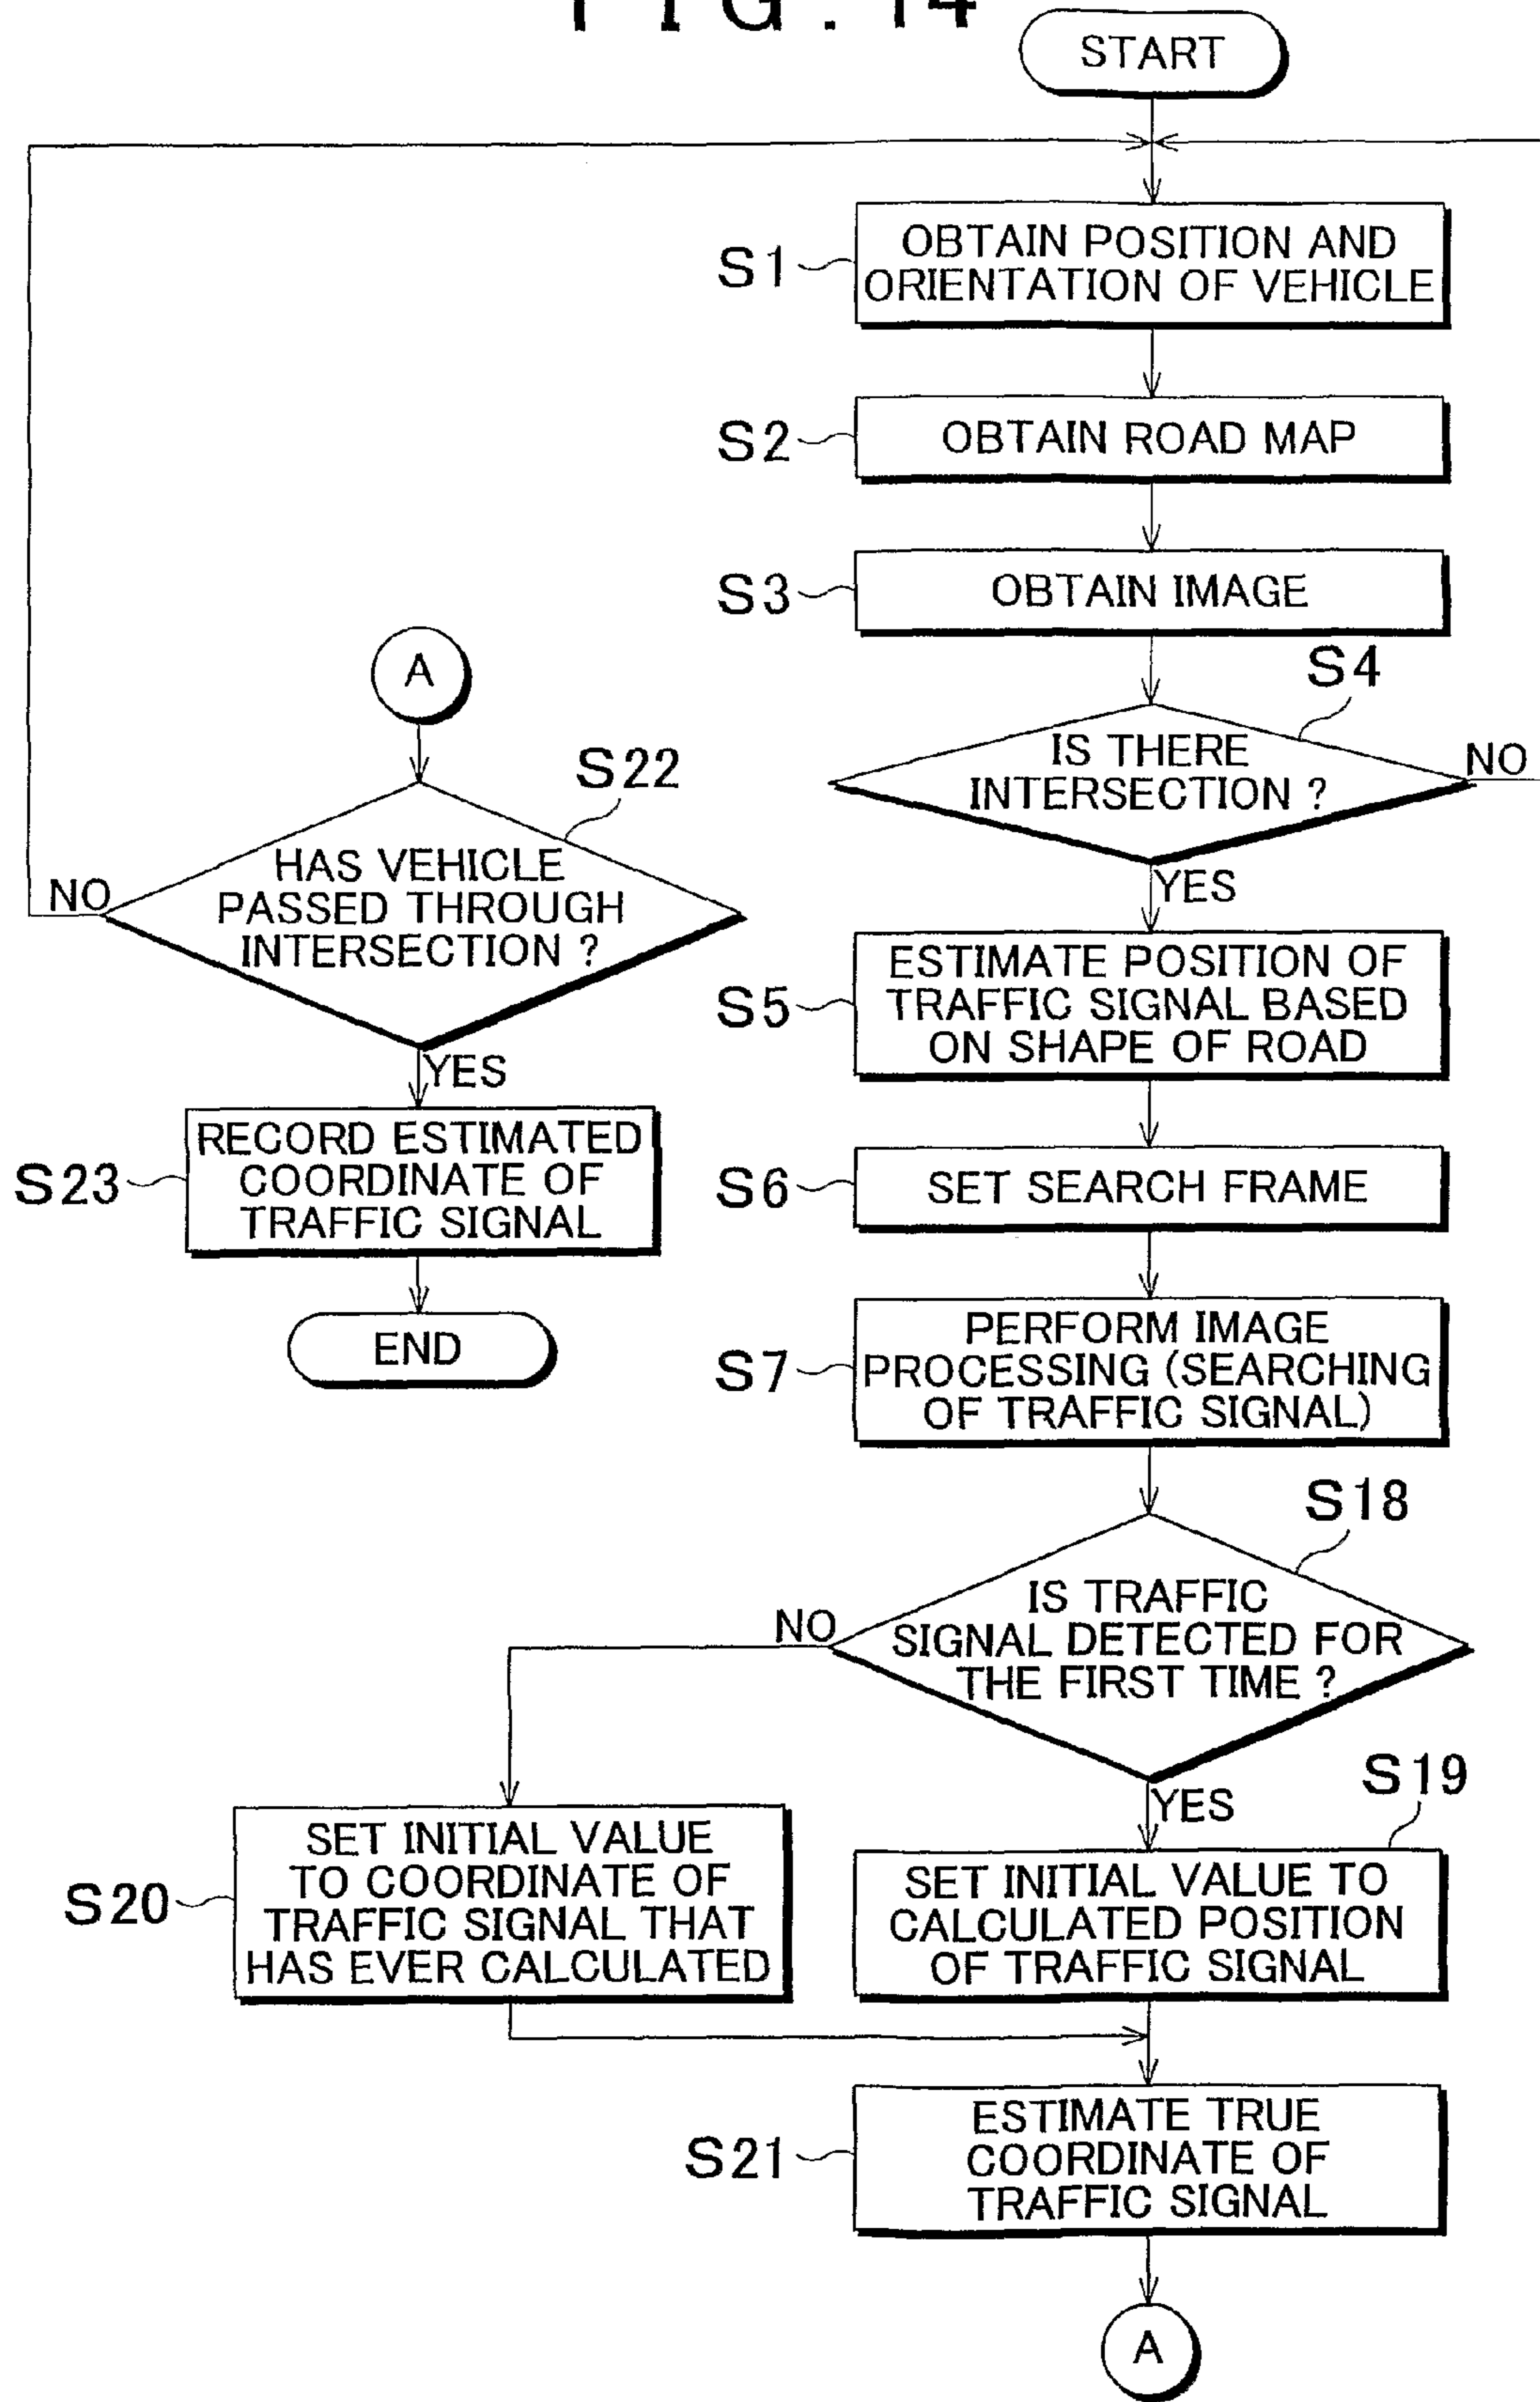 FIG. 14
START
S1
OBTAIN POSITION AND
ORIENTATION OF VEHICLE
S2
OBTAIN ROAD MAP
S3
OBTAIN IMAGE
S4
IS THERE
INTERSECTION ?
NO
YES
S5
ESTIMATE POSITION OF
TRAFFIC SIGNAL BASED
ON SHAPE OF ROAD
S6
SET SEARCH FRAME
S7
PERFORM IMAGE
PROCESSING (SEARCHING
OF TRAFFIC SIGNAL)
S18
IS TRAFFIC
SIGNAL DETECTED FOR
THE FIRST TIME ?
NO
YES
S19
SET INITIAL VALUE TO
CALCULATED POSITION
OF TRAFFIC SIGNAL
S20
SET INITIAL VALUE
TO COORDINATE OF
TRAFFIC SIGNAL THAT
HAS EVER CALCULATED
S21
ESTIMATE TRUE
COORDINATE OF
TRAFFIC SIGNAL
A
A
S22
HAS VEHICLE
PASSED THROUGH
INTERSECTION ?
NO
YES
S23
RECORD ESTIMATED
COORDINATE OF
TRAFFIC SIGNAL
END